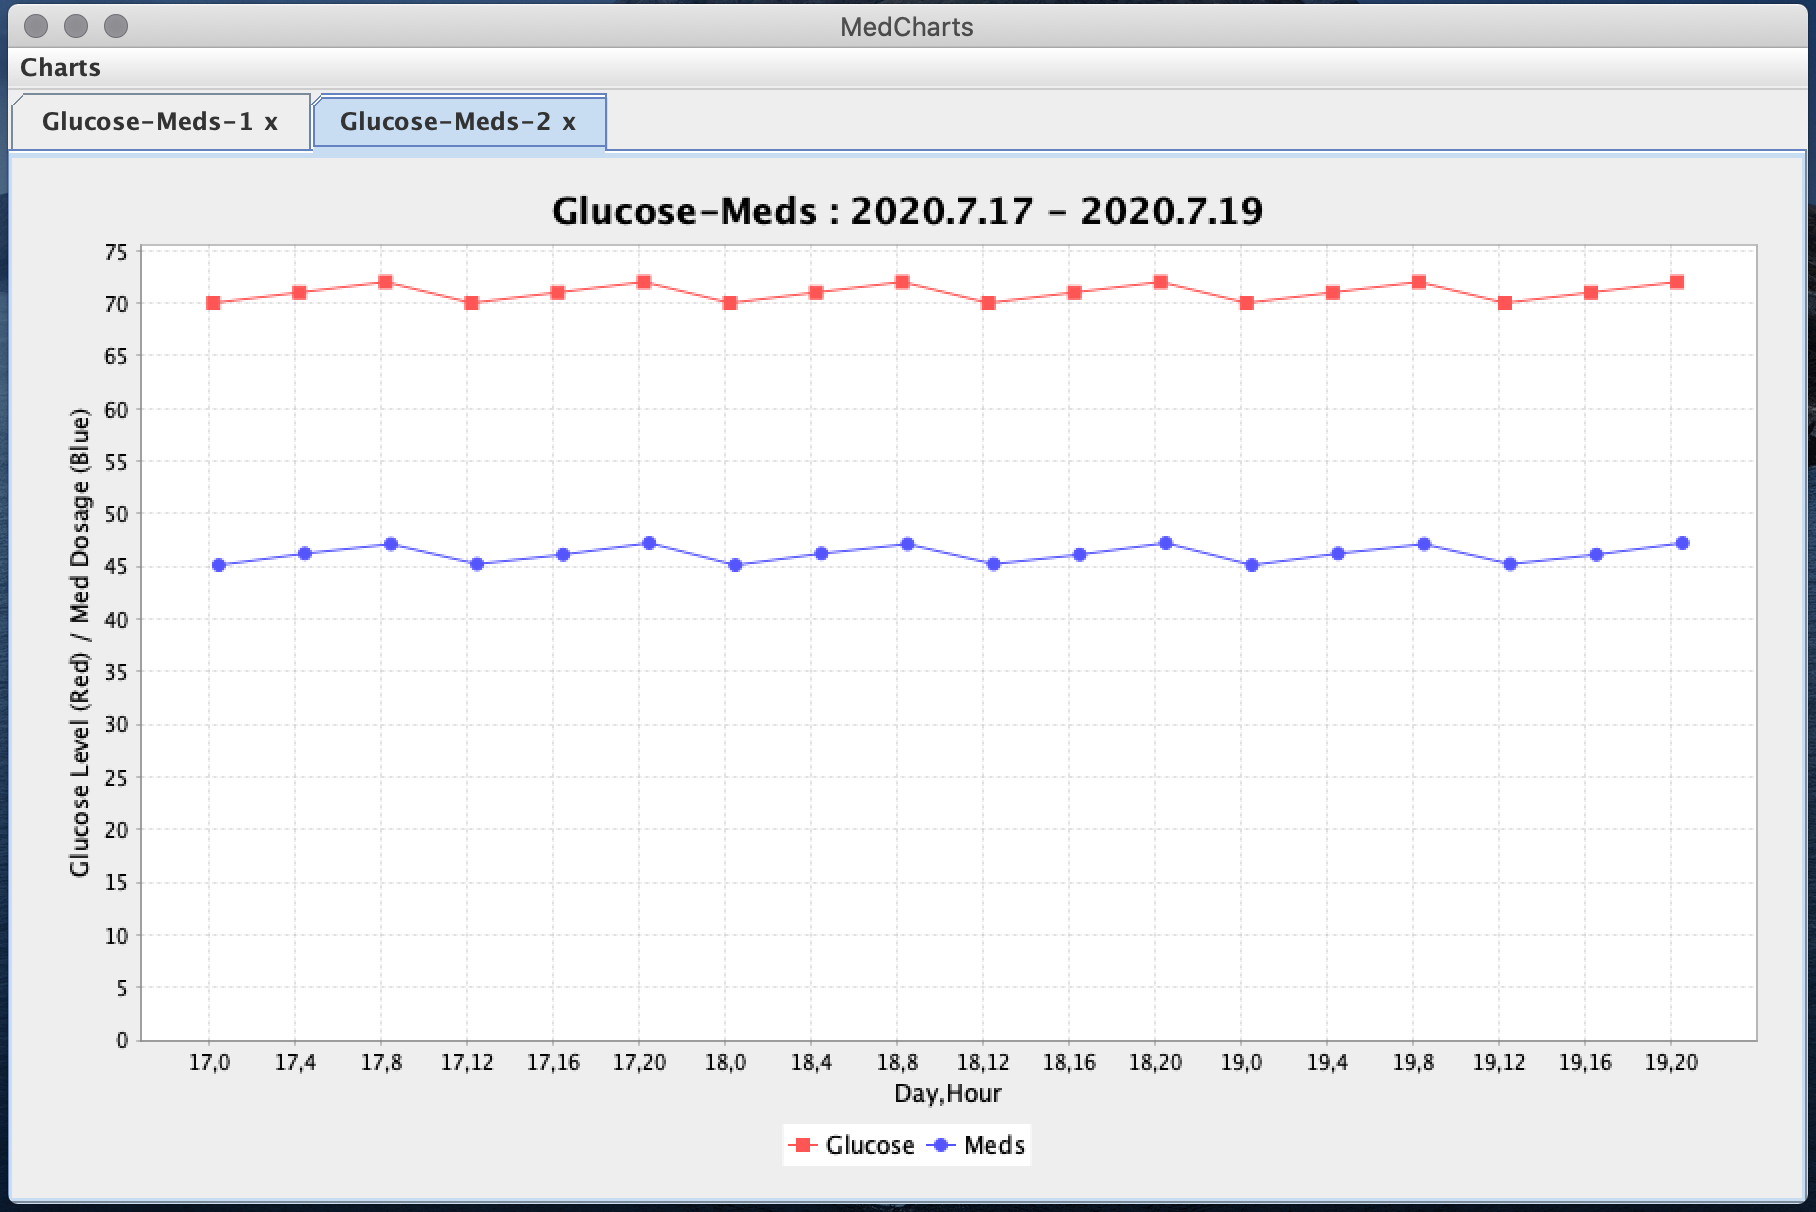 MedCharts
Charts
Glucose-Meds-1 x
Glucose-Meds-2 x
Glucose-Meds : 2020.7.17 - 2020.7.19
Glucose Level (Red) / Med Dosage (Blue)
75
70
65
60
55
50
45
40
35
30
25
20
15
10
5
0
17,0 17,4 17,8 17,12 17,16 17,20 18,0 18,4 18,8 18,12 18,16 18,20 19,0 19,4 19,8 19,12 19,16 19,20
Day,Hour
Glucose Meds